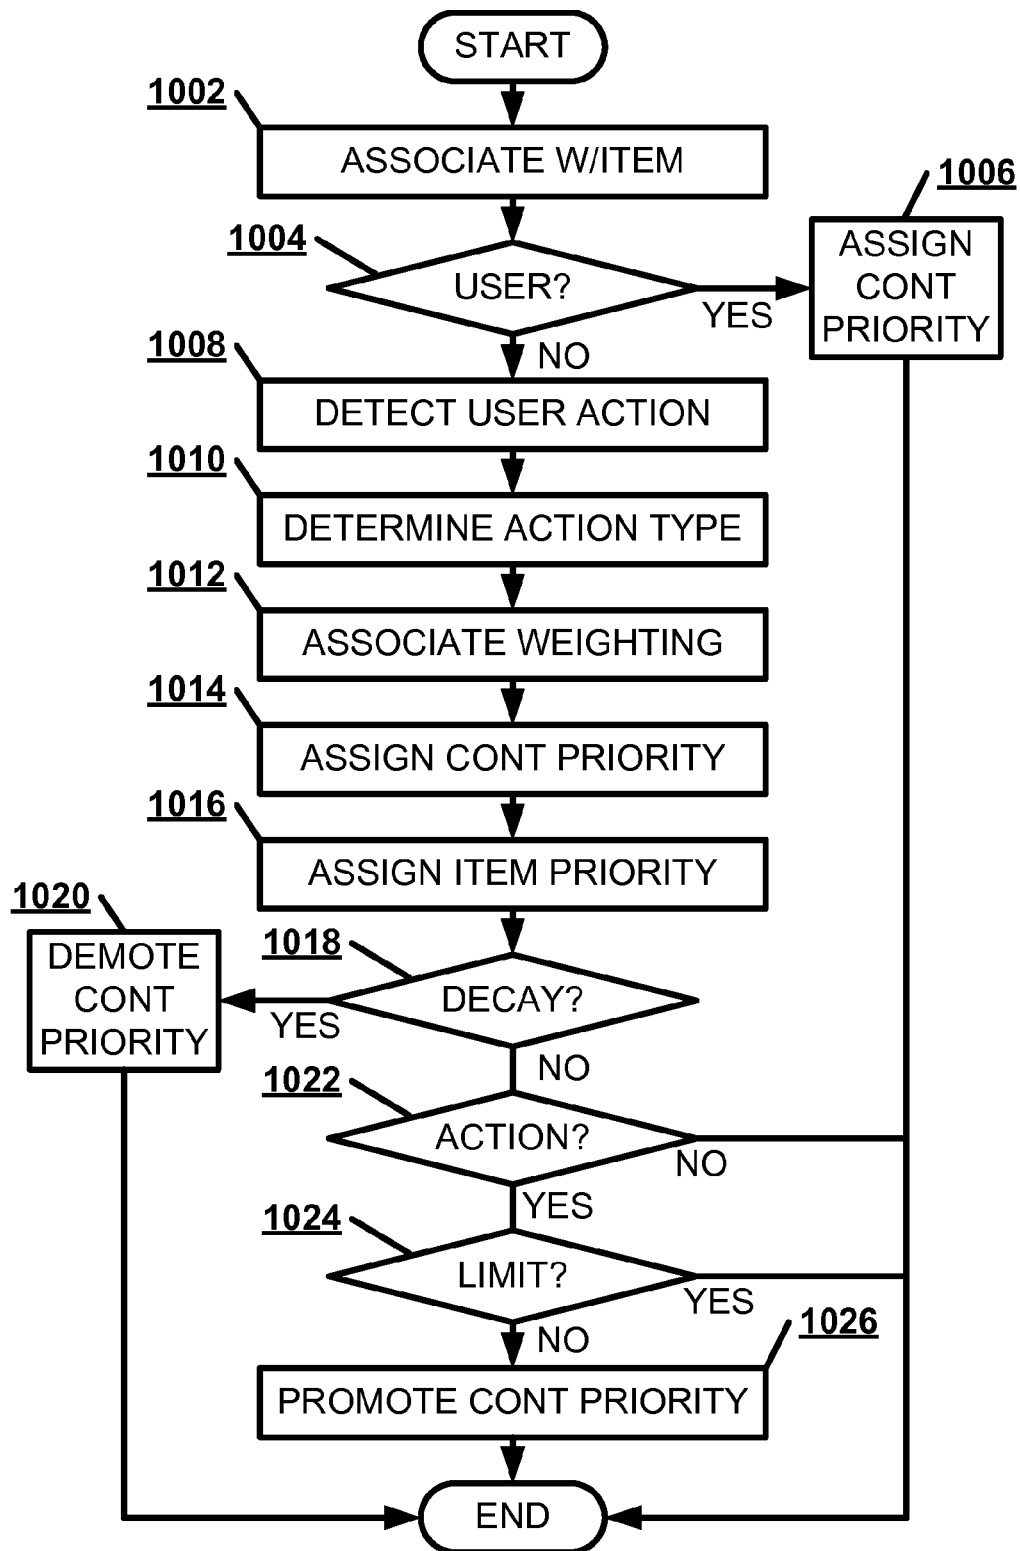 START
1002
ASSOCIATE W/ITEM
1004
USER?
YES
1006
ASSIGN
CONT
PRIORITY
NO
1008
DETECT USER ACTION
1010
DETERMINE ACTION TYPE
1012
ASSOCIATE WEIGHTING
1014
ASSIGN CONT PRIORITY
1016
ASSIGN ITEM PRIORITY
1018
DECAY?
YES
1020
DEMOTE
CONT
PRIORITY
NO
1022
ACTION?
NO
YES
1024
LIMIT?
YES
NO
1026
PROMOTE CONT PRIORITY
END